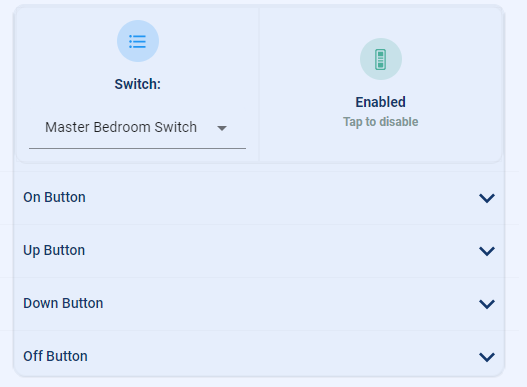 Switch:
Master Bedroom Switch
Enabled
Tap to disable
On Button
Up Button
Down Button
Off Button